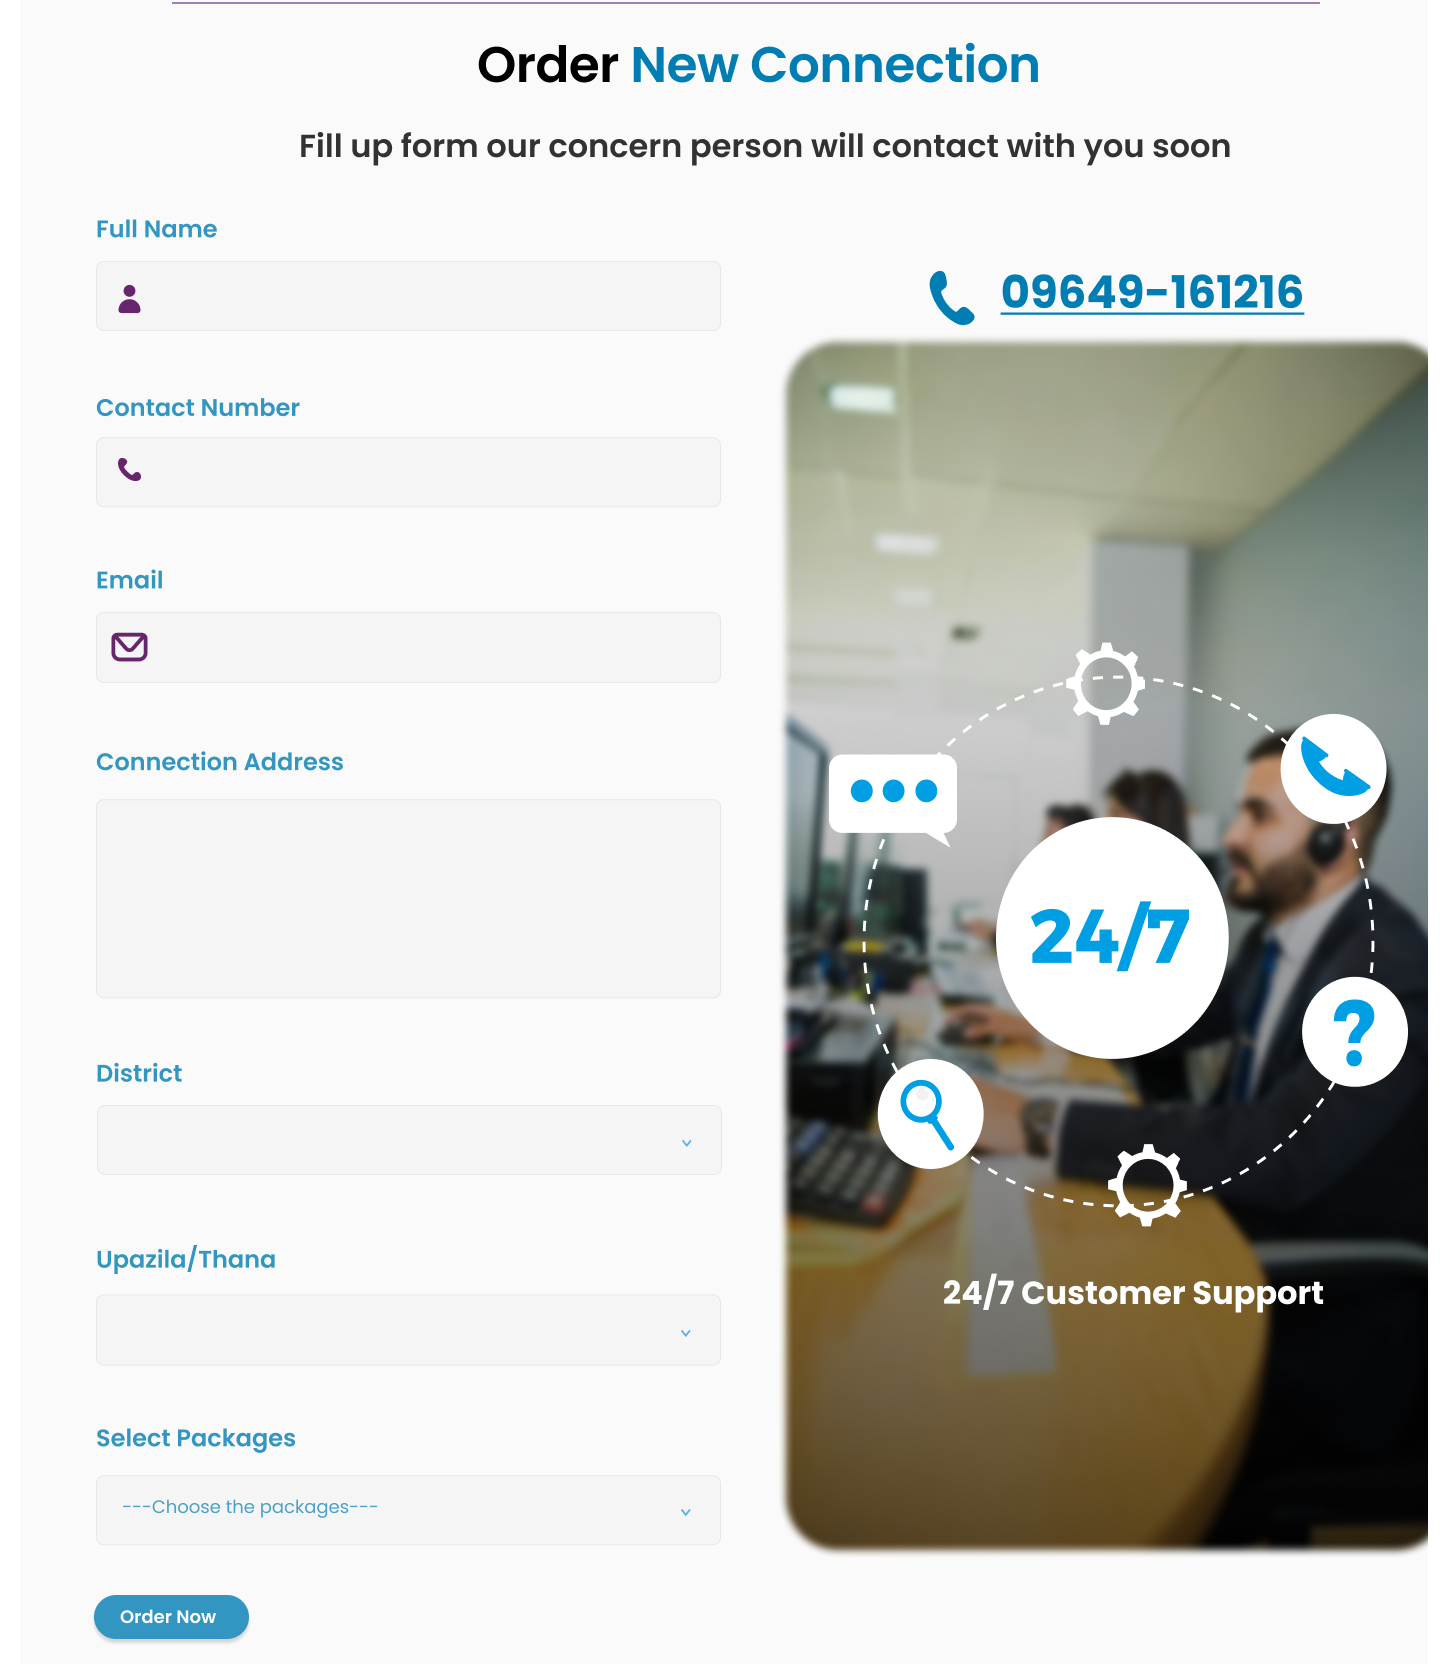 Order New Connection
Fill up form our concern person will contact with you soon
Full Name
09649-161216
Contact Number
Email
Connection Address
24/7
?
District
Upazila/Thana
24/7 Customer Support
Select Packages
---Choose the packages---
Order Now